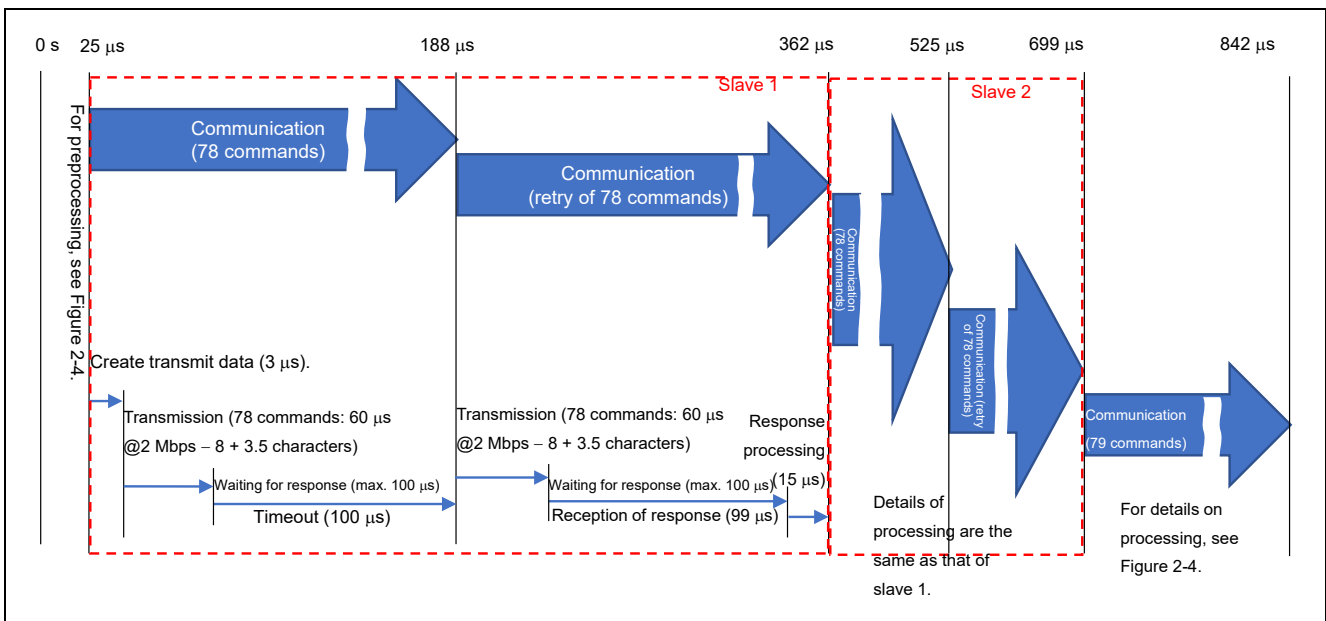 0 s
25 μs
188 μs
362 μs
525 μs
699 μs
842 μs
Slave 1
Slave 2
For preprocessing, see Figure 2-4.
Communication
(78 commands)
Communication
(retry of 78 commands)
Communication
(78 commands)
Communication (retry
of 78 commands)
Communication
(79 commands)
Create transmit data (3 μs).
Transmission (78 commands: 60 μs
@2 Mbps – 8 + 3.5 characters)
Waiting for response (max. 100 μs)
Timeout (100 μs)
Transmission (78 commands: 60 μs
@2 Mbps – 8 + 3.5 characters)
Waiting for response (max. 100 μs)
Reception of response (99 μs)
Response
processing
(15 μs)
Details of
processing are the
same as that of
slave 1.
For details on
processing, see
Figure 2-4.